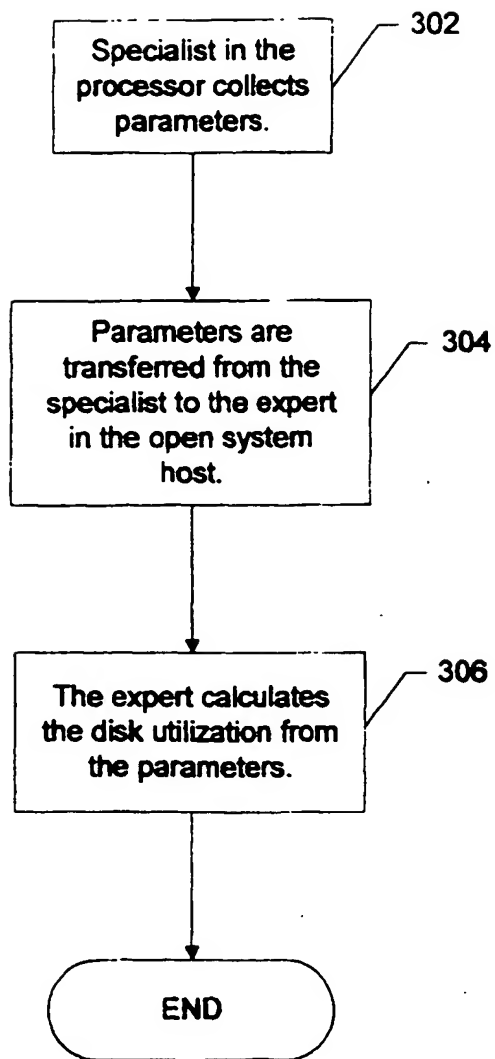 302
Specialist in the
processor collects
parameters.
304
Parameters are
transferred from the
specialist to the expert
in the open system
host.
306
The expert calculates
the disk utilization from
the parameters.
END